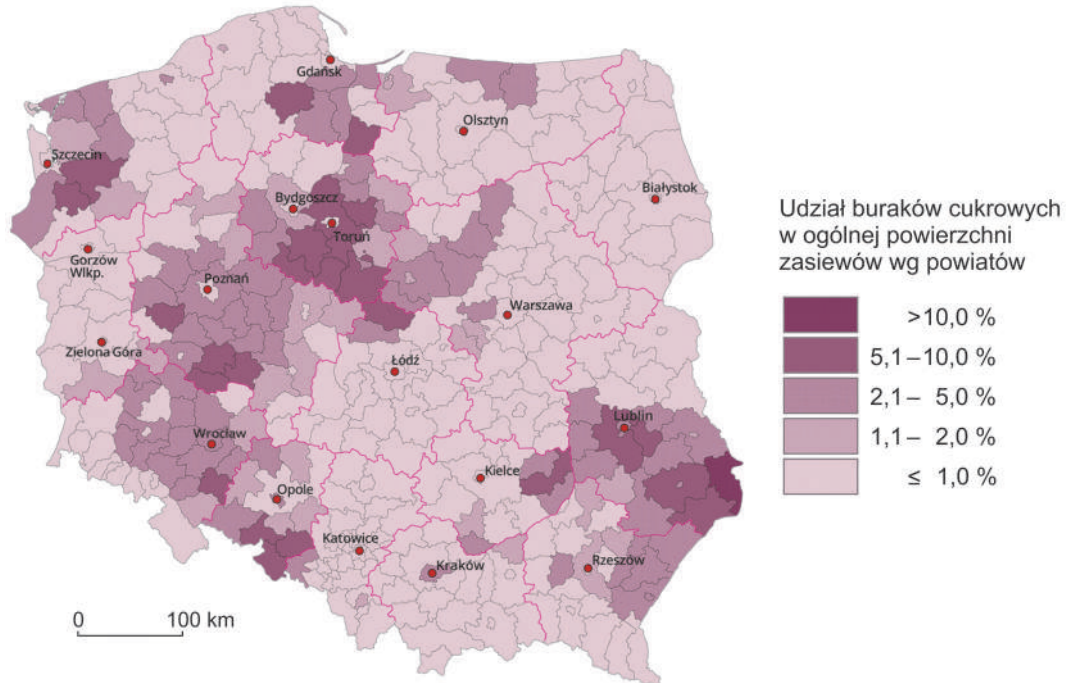 Gdańsk
Olsztyn
Szczecin
Białystok
Bydgoszcz
Toruń
Gorzów
Wlkp.
Poznań
Warszawa
Zielona Góra
Łódź
Lublin
Wrocław
Kielce
Opole
Katowice
Kraków
Rzeszów
0 100 km
Udział buraków cukrowych
w ogólnej powierzchni
zasiewów wg powiatów
>10,0 %
5,1 – 10,0 %
2,1 – 5,0 %
1,1 – 2,0 %
≤ 1,0 %